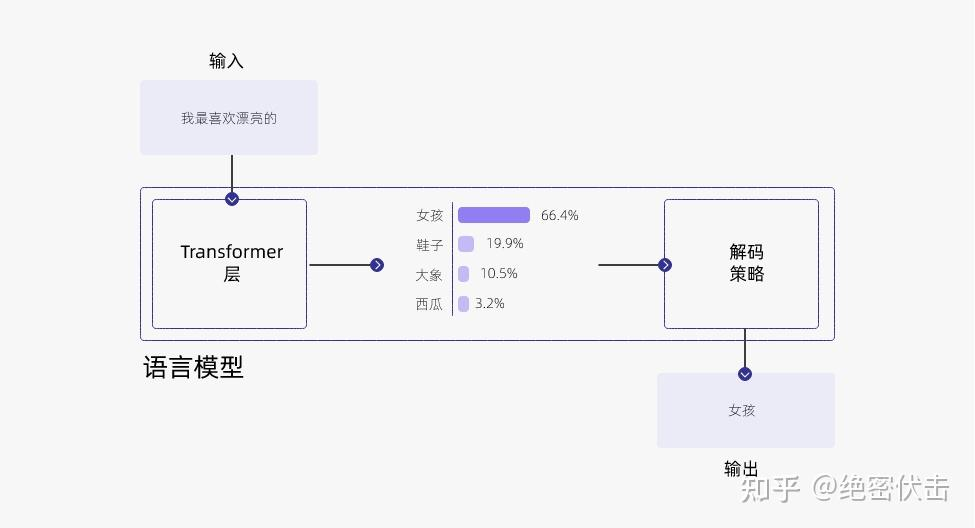 输入
我最喜欢漂亮的
Transformer
层
女孩 66.4%
鞋子 19.9%
大象 10.5%
西瓜 3.2%
解码
策略
语言模型
女孩
输出
知乎 @绝密伏击